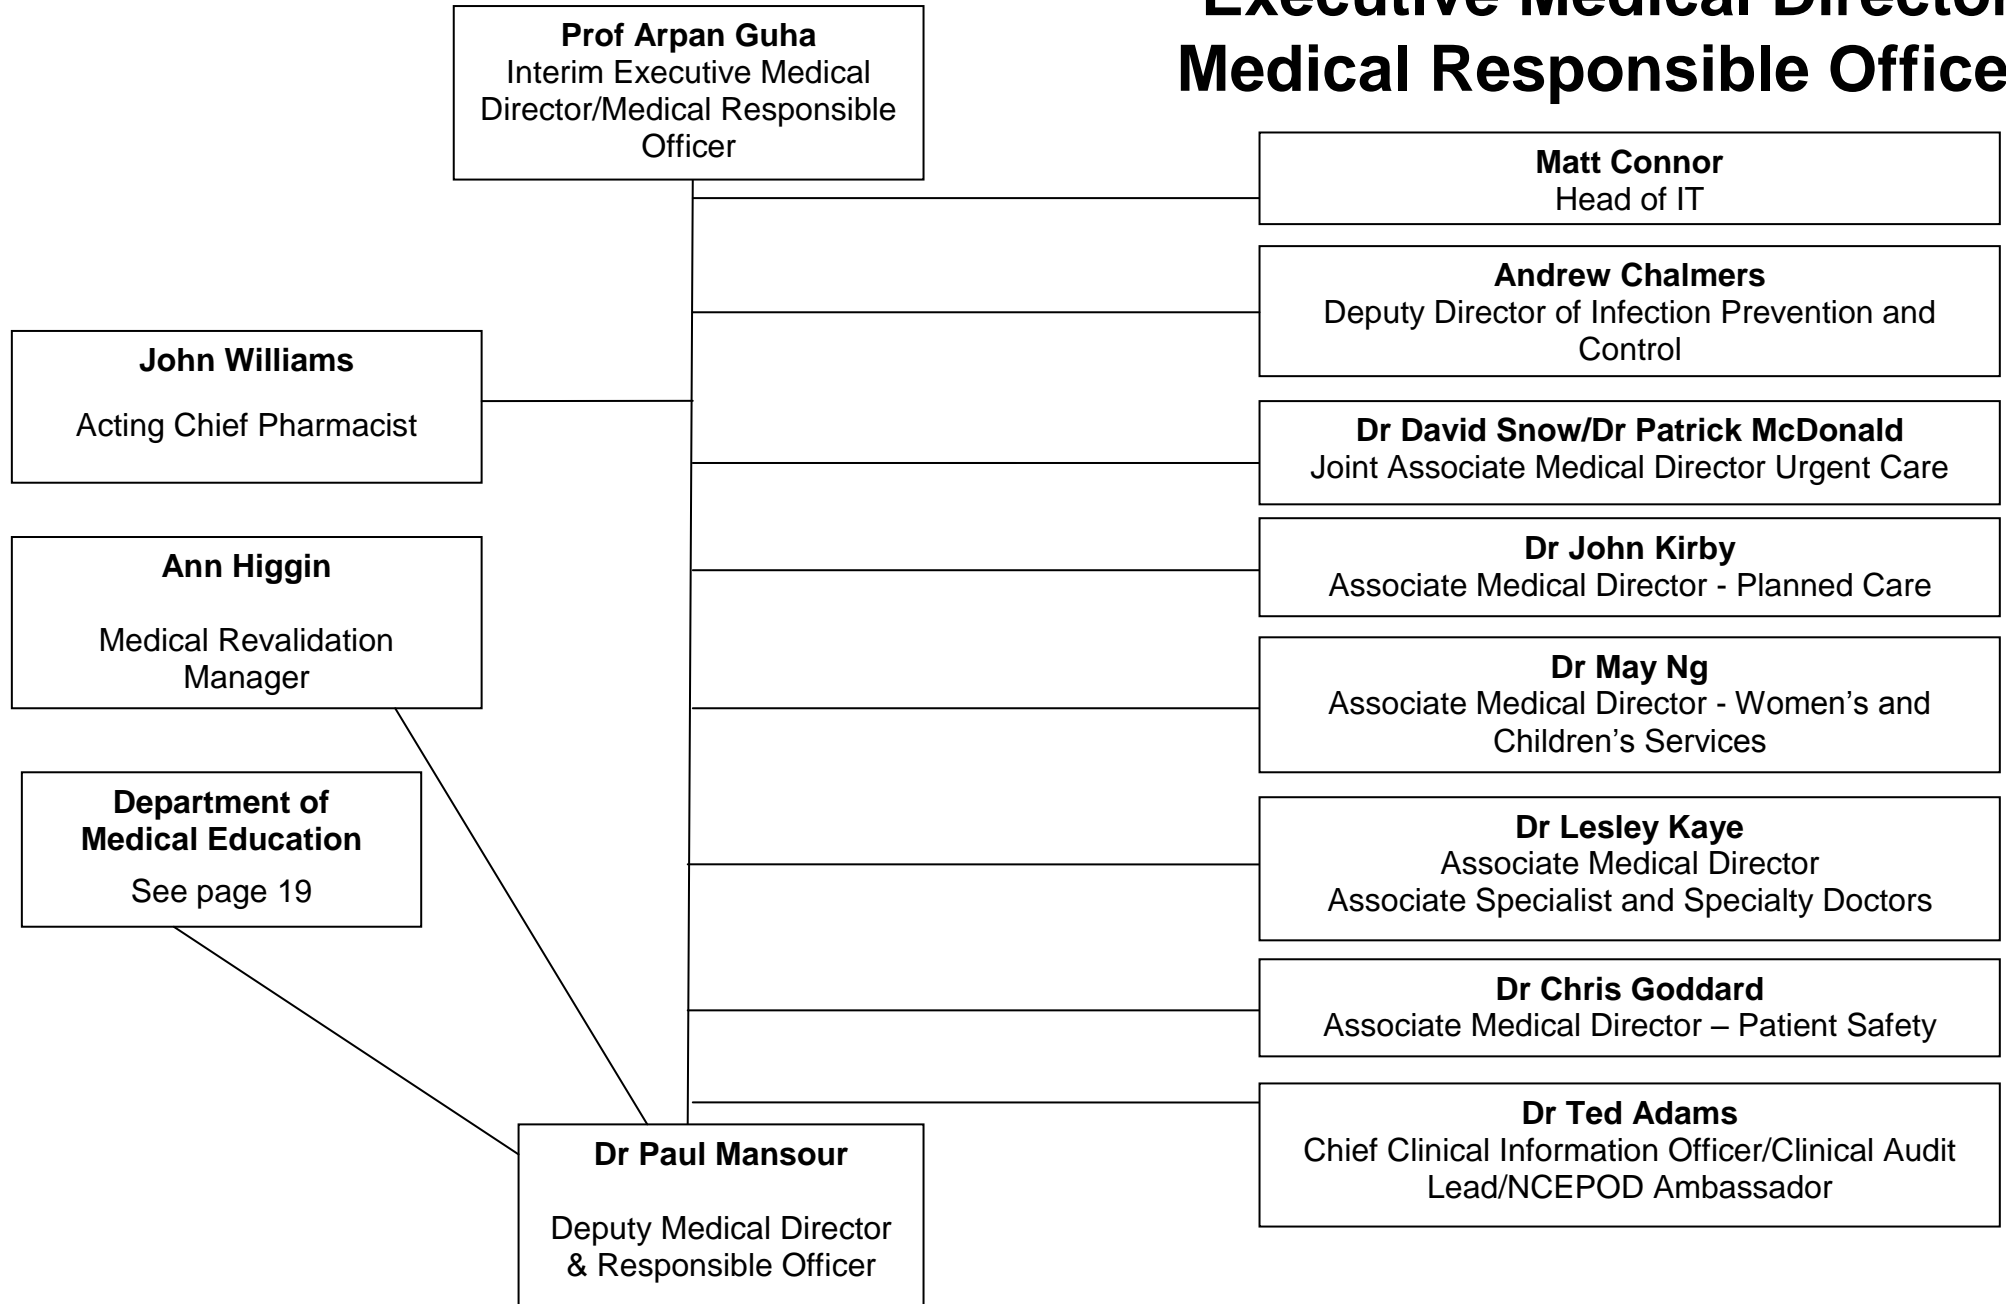 Executive Medical Director
Medical Responsible Office
Prof Arpan Guha
Interim Executive Medical
Director/Medical Responsible
Officer
Matt Connor
Head of IT
Andrew Chalmers
Deputy Director of Infection Prevention and
Control
John Williams
Acting Chief Pharmacist
Dr David Snow/Dr Patrick McDonald
Joint Associate Medical Director Urgent Care
Dr John Kirby
Associate Medical Director - Planned Care
Ann Higgin
Medical Revalidation
Manager
Dr May Ng
Associate Medical Director - Women’s and
Children’s Services
Department of
Medical Education
See page 19
Dr Lesley Kaye
Associate Medical Director
Associate Specialist and Specialty Doctors
Dr Chris Goddard
Associate Medical Director – Patient Safety
Dr Ted Adams
Chief Clinical Information Officer/Clinical Audit
Lead/NCEPOD Ambassador
Dr Paul Mansour
Deputy Medical Director
& Responsible Officer